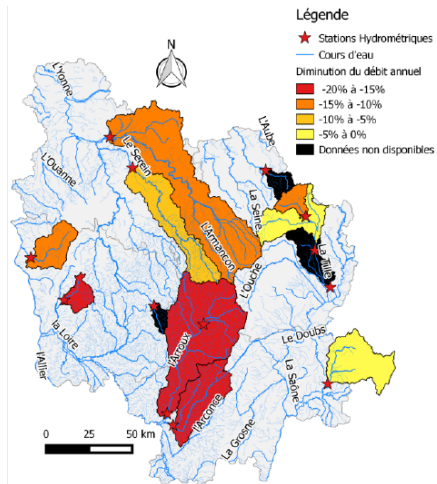 Légende
Stations Hydrométriques
Cours d'eau
Diminution du débit annuel
-20% à -15%
-15% à -10%
-10% à -5%
-5% à 0%
Données non disponibles
N
L'Yonne
L'Aube
Le Serein
L'Ouanne
La Seine
L'Armançon
La Tille
L'Ouche
la Loire
l'Allier
l'Arroux
Le Doubs
La Saône
l'Arconce
La Grosne
0 25 50 km